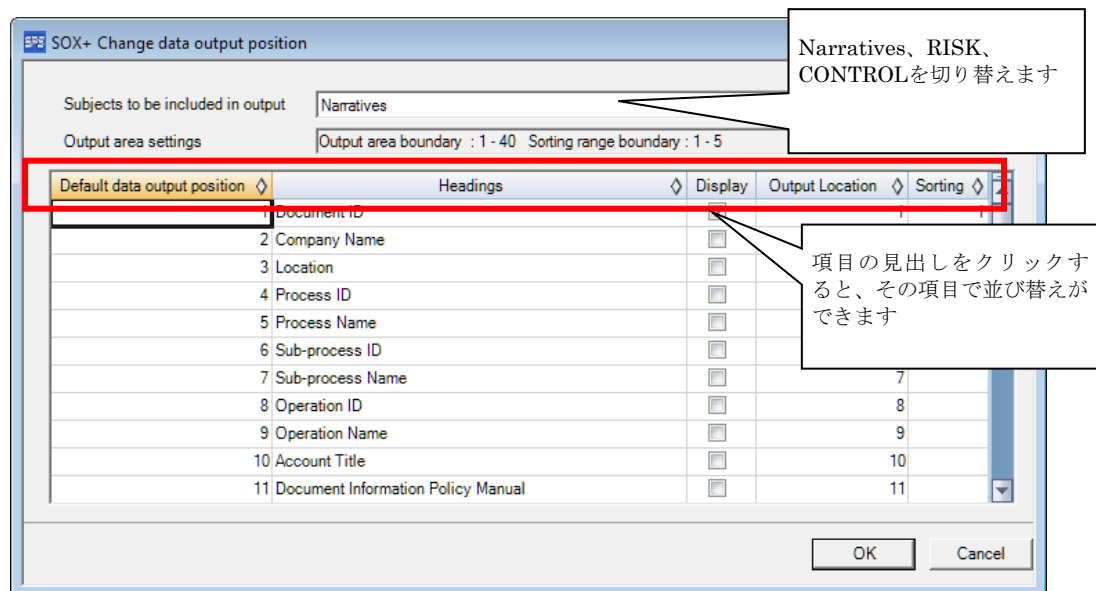 SOX+ Change data output position
Narratives、RISK、
CONTROLを切り替えます
Subjects to be included in output Narratives
Output area settings Output area boundary : 1 - 40 Sorting range boundary : 1 - 5
Default data output position Headings Display Output Location Sorting
1 Document ID 1 1
2 Company Name
3 Location
4 Process ID
5 Process Name
6 Sub-process ID
7 Sub-process Name 7
8 Operation ID 8
9 Operation Name 9
10 Account Title 10
11 Document Information Policy Manual 11
項目の見出しをクリックす
ると、その項目で並び替えが
できます
OK Cancel